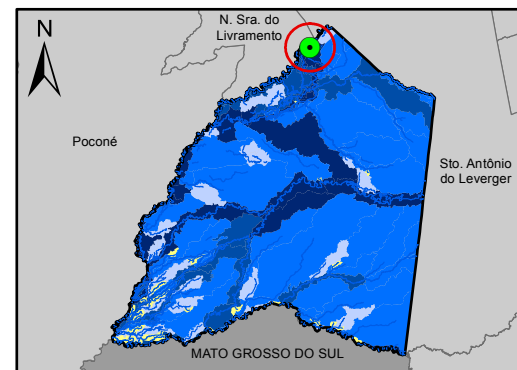 N
N. Sra. do
Livramento
Poconé
Sto. Antônio
do Leverger
MATO GROSSO DO SUL